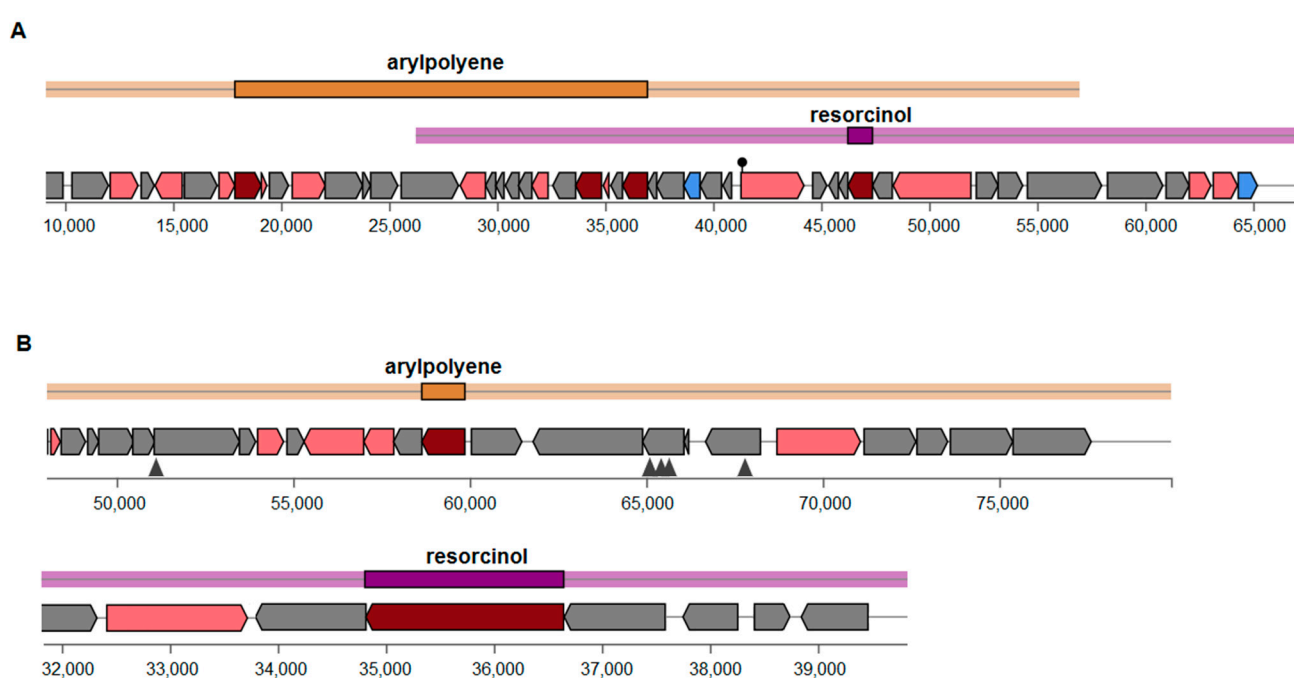 A
arylpolyene
resorcinol
10,000 15,000 20,000 25,000 30,000 35,000 40,000 45,000 50,000 55,000 60,000 65,000
B
arylpolyene
50,000 55,000 60,000 65,000 70,000 75,000
resorcinol
32,000 33,000 34,000 35,000 36,000 37,000 38,000 39,000